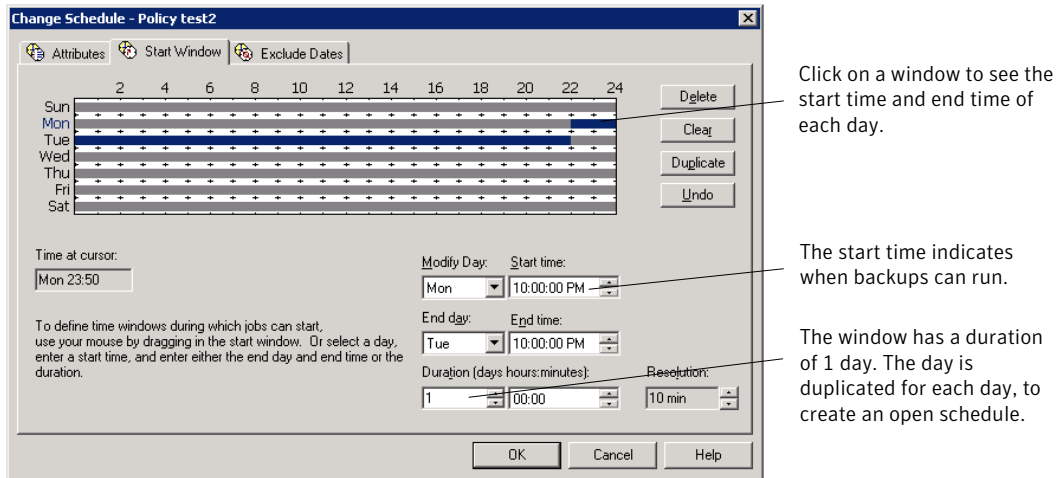 Change Schedule - Policy test2
Attributes
Start Window
Exclude Dates
2 4 6 8 10 12 14 16 18 20 22 24
Sun
Mon
Tue
Wed
Thu
Fri
Sat
Delete
Clear
Duplicate
Undo
Click on a window to see the
start time and end time of
each day.
Time at cursor:
Mon 23:50
Modify Day: Start time:
Mon 10:00:00 PM
The start time indicates
when backups can run.
To define time windows during which jobs can start,
use your mouse by dragging in the start window. Or select a day,
enter a start time, and enter either the end day and end time or the
duration.
End day: End time:
Tue 10:00:00 PM
Duration (days hours:minutes): Resolution:
1 00:00 10 min
The window has a duration
of 1 day. The day is
duplicated for each day, to
create an open schedule.
OK Cancel Help